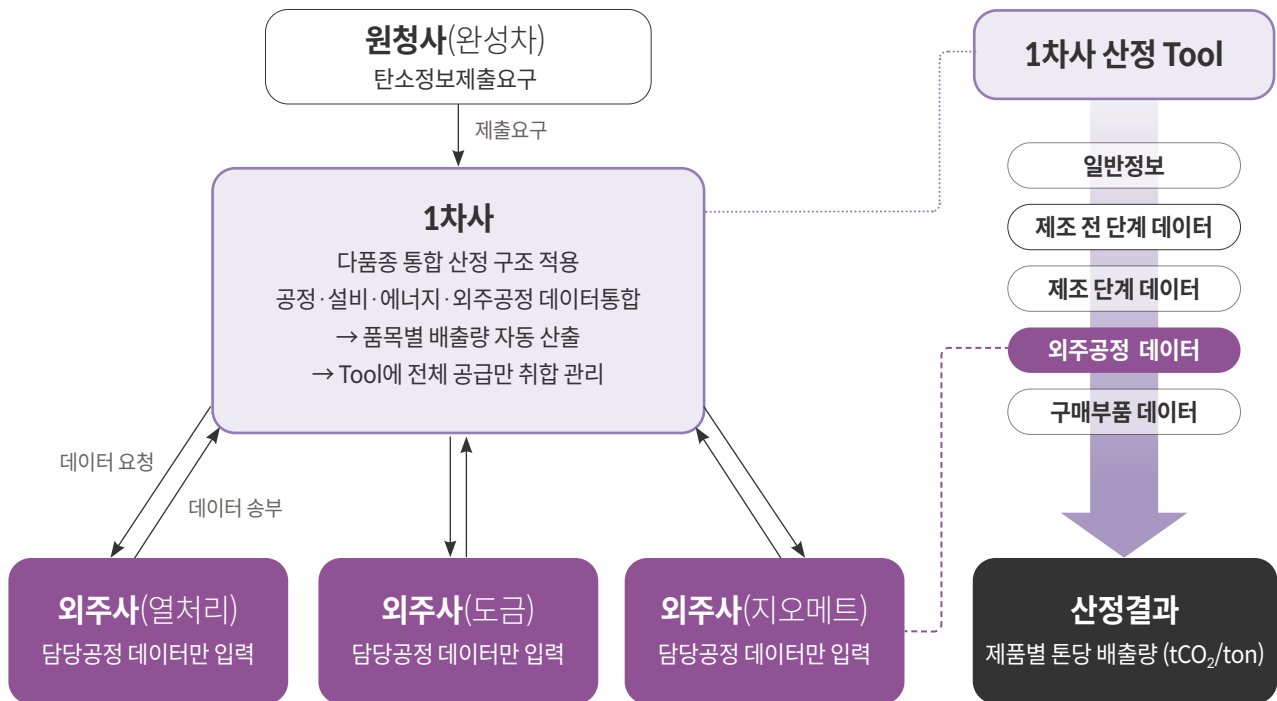 원청사(완성차)
탄소정보제출요구
제출요구
1차사
다품종 통합 산정 구조 적용
공정·설비·에너지·외주공정 데이터통합
→ 품목별 배출량 자동 산출
→ Tool에 전체 공급만 취합 관리
데이터 요청
데이터 송부
외주사(열처리)
담당공정 데이터만 입력
외주사(도금)
담당공정 데이터만 입력
외주사(지오메트)
담당공정 데이터만 입력
1차사 산정 Tool
일반정보
제조 전 단계 데이터
제조 단계 데이터
외주공정 데이터
구매부품 데이터
산정결과
제품별 톤당 배출량 (tCO₂/ton)